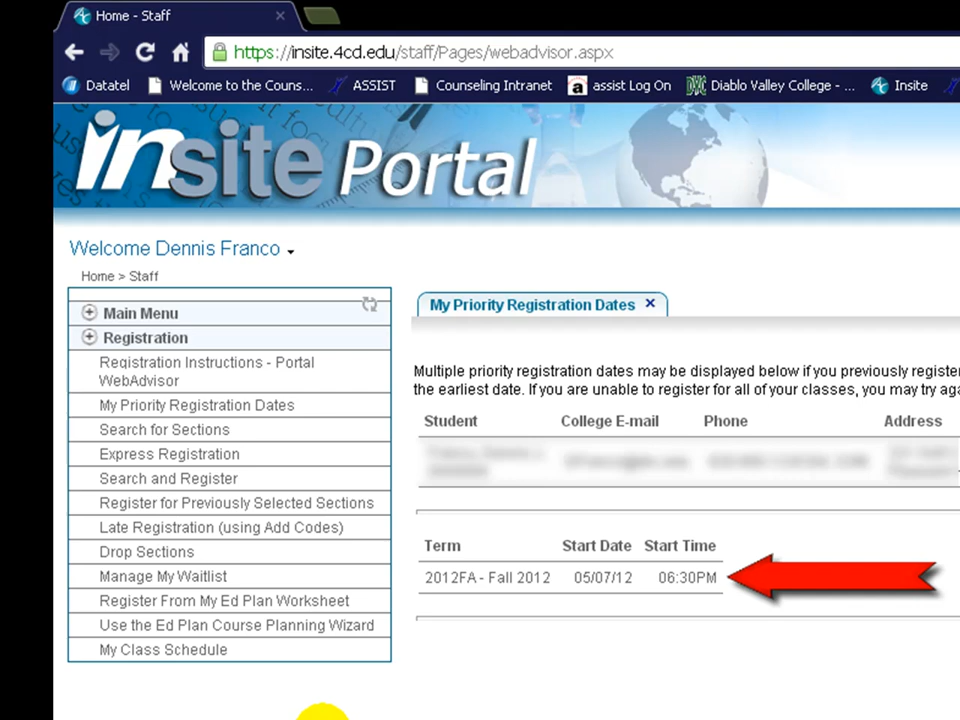 Home - Staff
https://insite.4cd.edu/staff/Pages/webadvisor.aspx
Datatel Welcome to the Couns... ASSIST Counseling Intranet assist Log On Diablo Valley College - ... Insite
insite Portal
Welcome Dennis Franco
Home > Staff
Main Menu
Registration
Registration Instructions - Portal
WebAdvisor
My Priority Registration Dates
Search for Sections
Express Registration
Search and Register
Register for Previously Selected Sections
Late Registration (using Add Codes)
Drop Sections
Manage My Waitlist
Register From My Ed Plan Worksheet
Use the Ed Plan Course Planning Wizard
My Class Schedule
My Priority Registration Dates
Multiple priority registration dates may be displayed below if you previously register
the earliest date. If you are unable to register for all of your classes, you may try aga
Student College E-mail Phone Address
Term Start Date Start Time
2012FA - Fall 2012 05/07/12 06:30PM